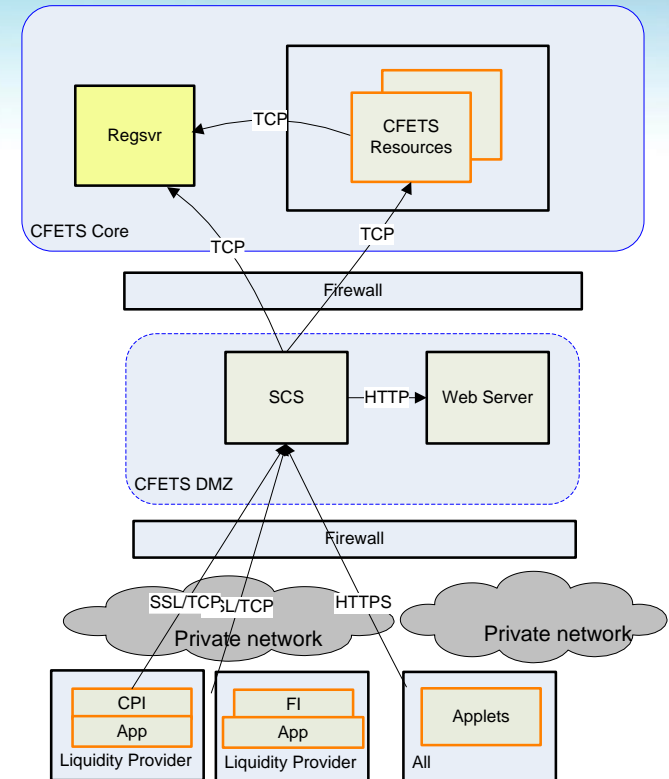 Regsvr
TCP
CFETS
Resources
CFETS Core
TCP
TCP
Firewall
SCS
HTTP
Web Server
CFETS DMZ
Firewall
SSL/TCP
SL/TCP
HTTPS
Private network
Private network
CPI
App
Liquidity Provider
FI
App
Liquidity Provider
Applets
All